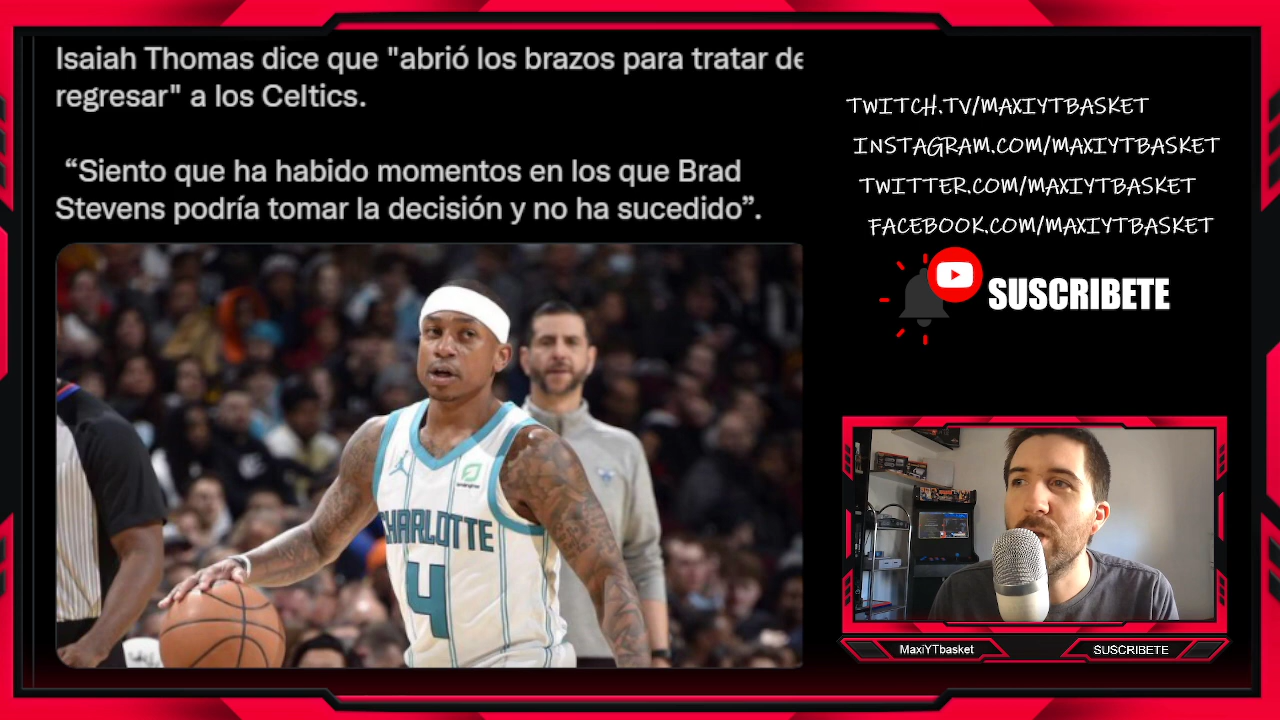 Isaiah Thomas dice que "abrió los brazos para tratar de
regresar" a los Celtics.
“Siento que ha habido momentos en los que Brad
Stevens podría tomar la decisión y no ha sucedido”.
TWITCH.TV/MAXIYTBASKET
INSTAGRAM.COM/MAXIYTBASKET
TWITTER.COM/MAXIYTBASKET
FACEBOOK.COM/MAXIYTBASKET
SUSCRIBETE
CHARLOTTE
4
MaxiYTbasket
SUSCRIBETE